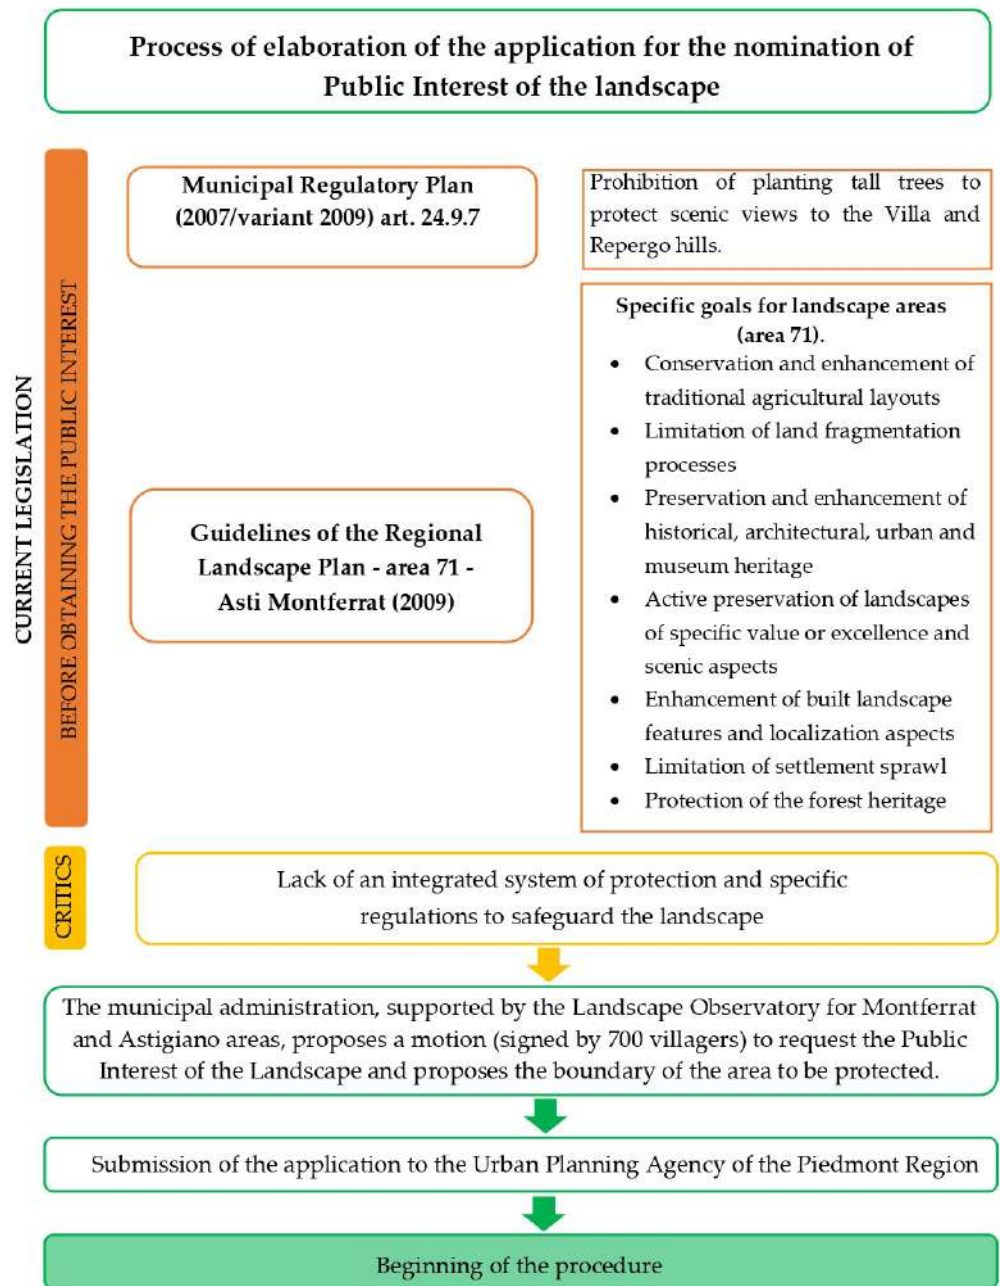 Process of elaboration of the application for the nomination of
Public Interest of the landscape
CURRENT LEGISLATION
BEFORE OBTAINING THE PUBLIC INTEREST
Municipal Regulatory Plan
(2007/variant 2009) art. 24.9.7
Prohibition of planting tall trees to
protect scenic views to the Villa and
Repergo hills.
Guidelines of the Regional
Landscape Plan - area 71 -
Asti Montferrat (2009)
Specific goals for landscape areas
(area 71).
• Conservation and enhancement of
traditional agricultural layouts
• Limitation of land fragmentation
processes
• Preservation and enhancement of
historical, architectural, urban and
museum heritage
• Active preservation of landscapes
of specific value or excellence and
scenic aspects
• Enhancement of built landscape
features and localization aspects
• Limitation of settlement sprawl
• Protection of the forest heritage
CRITICS
Lack of an integrated system of protection and specific
regulations to safeguard the landscape
The municipal administration, supported by the Landscape Observatory for Montferrat
and Astigiano areas, proposes a motion (signed by 700 villagers) to request the Public
Interest of the Landscape and proposes the boundary of the area to be protected.
Submission of the application to the Urban Planning Agency of the Piedmont Region
Beginning of the procedure